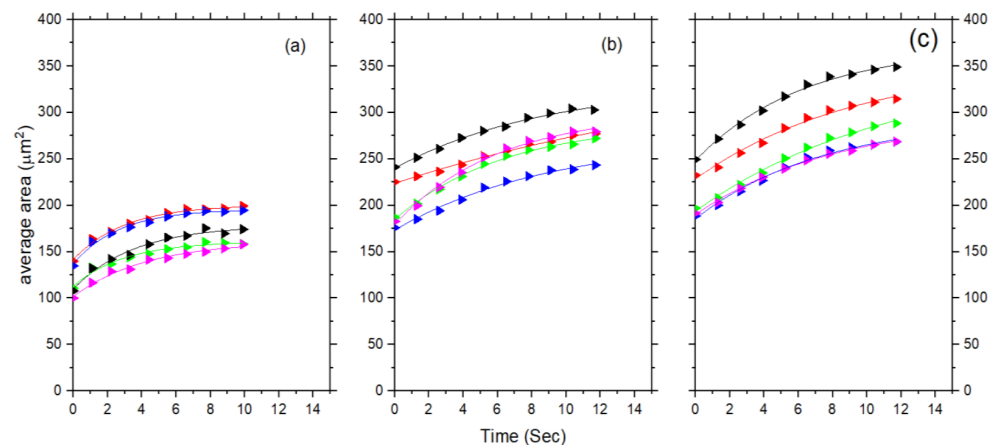 400 400 400
(a) (b) (c)
350 350 350
300 300 300
250 250 250
200 200 200
150 150 150
100 100 100
50 50 50
0 0 0
0 2 4 6 8 10 12 14 0 2 4 6 8 10 12 14 0 2 4 6 8 10 12 14
average area (μm²)
Time (Sec)